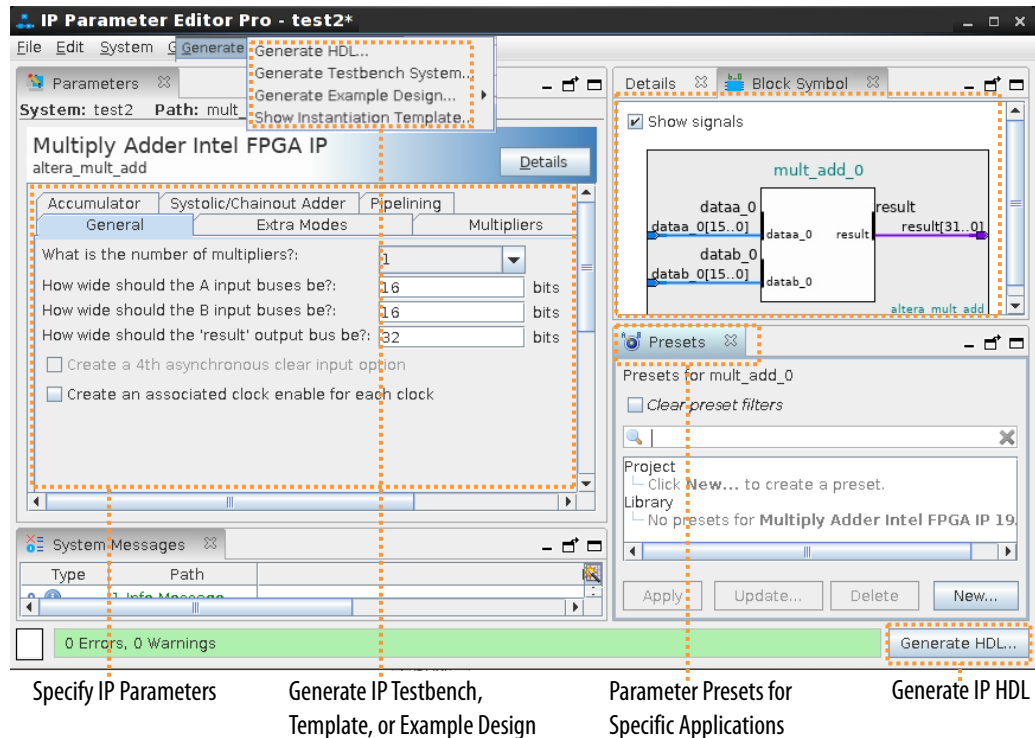 IP Parameter Editor Pro - test2*
File Edit System G Generate
Generate HDL...
Generate Testbench System..
Generate Example Design...
Show Instantiation Template..
Parameters
System: test2 Path: mult_
Multiply Adder Intel FPGA IP
altera_mult_add
Details
Accumulator Systolic/Chainout Adder Pipelining
General Extra Modes Multipliers
What is the number of multipliers?: 1
How wide should the A input buses be?: 16 bits
How wide should the B input buses be?: 16 bits
How wide should the 'result' output bus be?: 32 bits
Create a 4th asynchronous clear input option
Create an associated clock enable for each clock
System Messages
Type Path
1 Info Message
0 Errors, 0 Warnings
Details Block Symbol
Show signals
mult_add_0
dataa_0 result
dataa_0[15..0] dataa_0 result result[31..0]
datab_0
datab_0[15..0] datab_0
altera_mult_add
Presets
Presets for mult_add_0
Clear preset filters
Project
Click New... to create a preset.
Library
No presets for Multiply Adder Intel FPGA IP 19.
Apply Update... Delete New...
Generate HDL...
Specify IP Parameters
Generate IP Testbench,
Template, or Example Design
Parameter Presets for
Specific Applications
Generate IP HDL